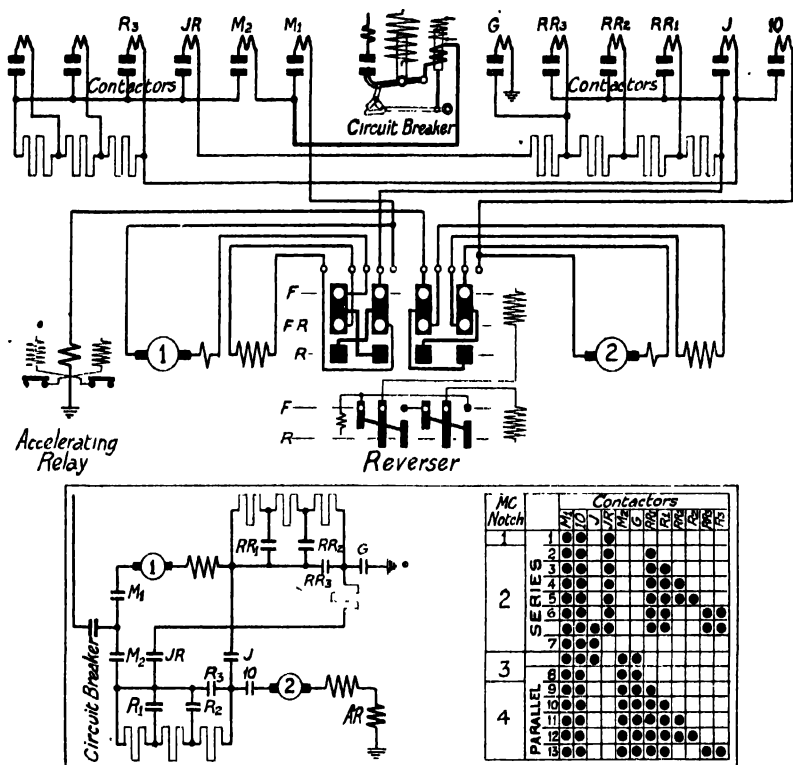 R3 JR M2 M1 G RR3 RR2 RR1 J 10
Contactors Contactors
Circuit Breaker
F
FR
R
1
2
F
R
Accelerating
Relay
Reverser
RR1 RR2 G
RR3
1
M1
M2 JR J
R3 10
2
R1 R2
AR
Circuit Breaker
MC
Notch
Contactors
M1 10 J JR M2 G RR1 R1 RR2 R2 RR3 R3
1
2
3
4
SERIES
PARALLEL
1
2
3
4
5
6
7
8
9
10
11
12
13